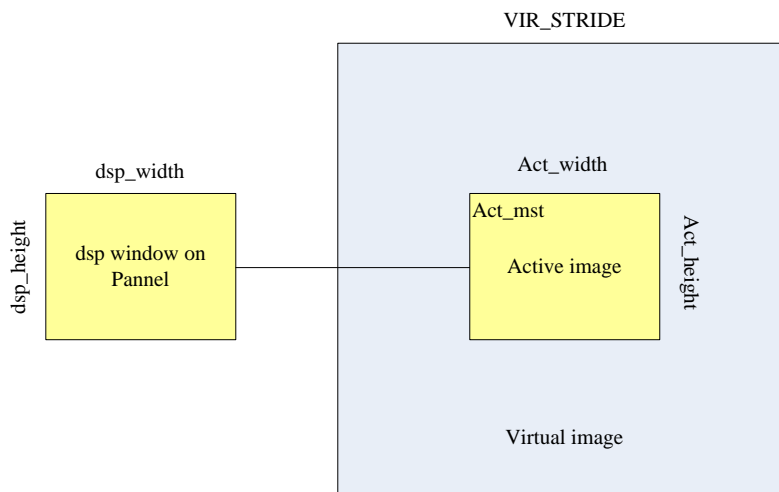 VIR_STRIDE
dsp_width
Act_width
dsp_height
dsp window on
Pannel
Act_mst
Active image
Act_height
Virtual image